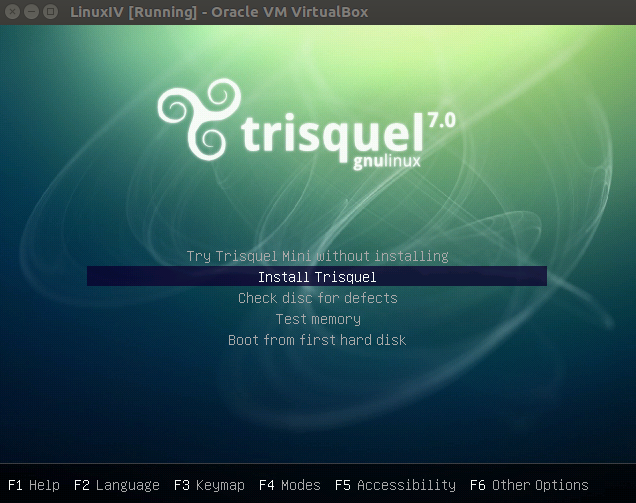 LinuxIV [Running] - Oracle VM VirtualBox
trisquel 7.0
gnulinux
Try Trisquel Mini without installing
Install Trisquel
Check disc for defects
Test memory
Boot from first hard disk
F1 Help F2 Language F3 Keymap F4 Modes F5 Accessibility F6 Other Options